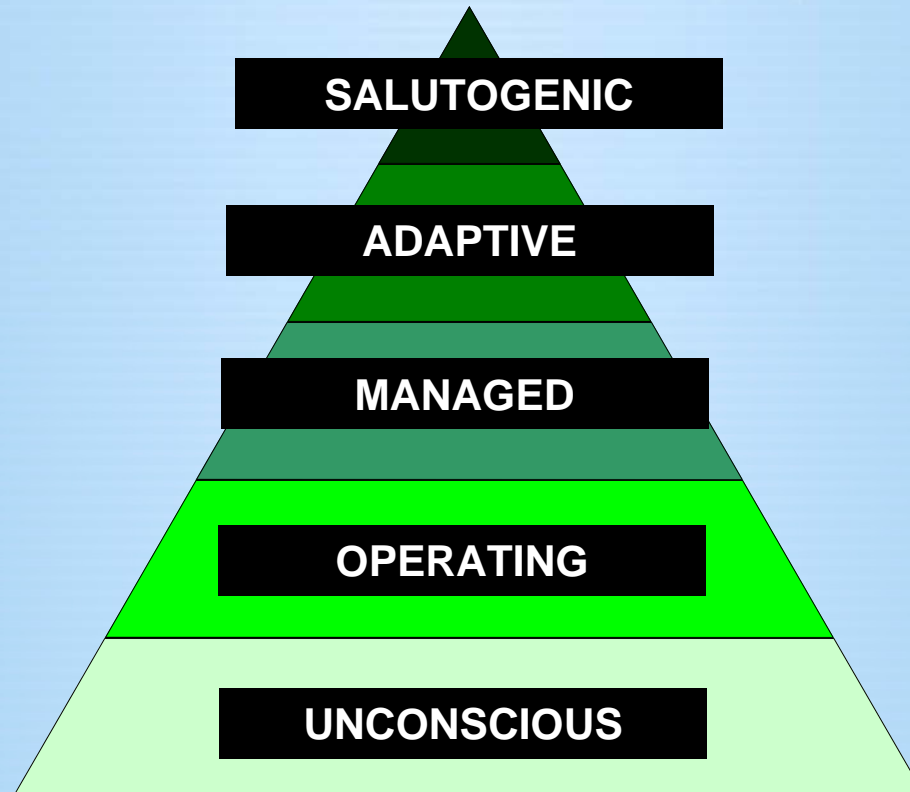 SALUTOGENIC
ADAPTIVE
MANAGED
OPERATING
UNCONSCIOUS